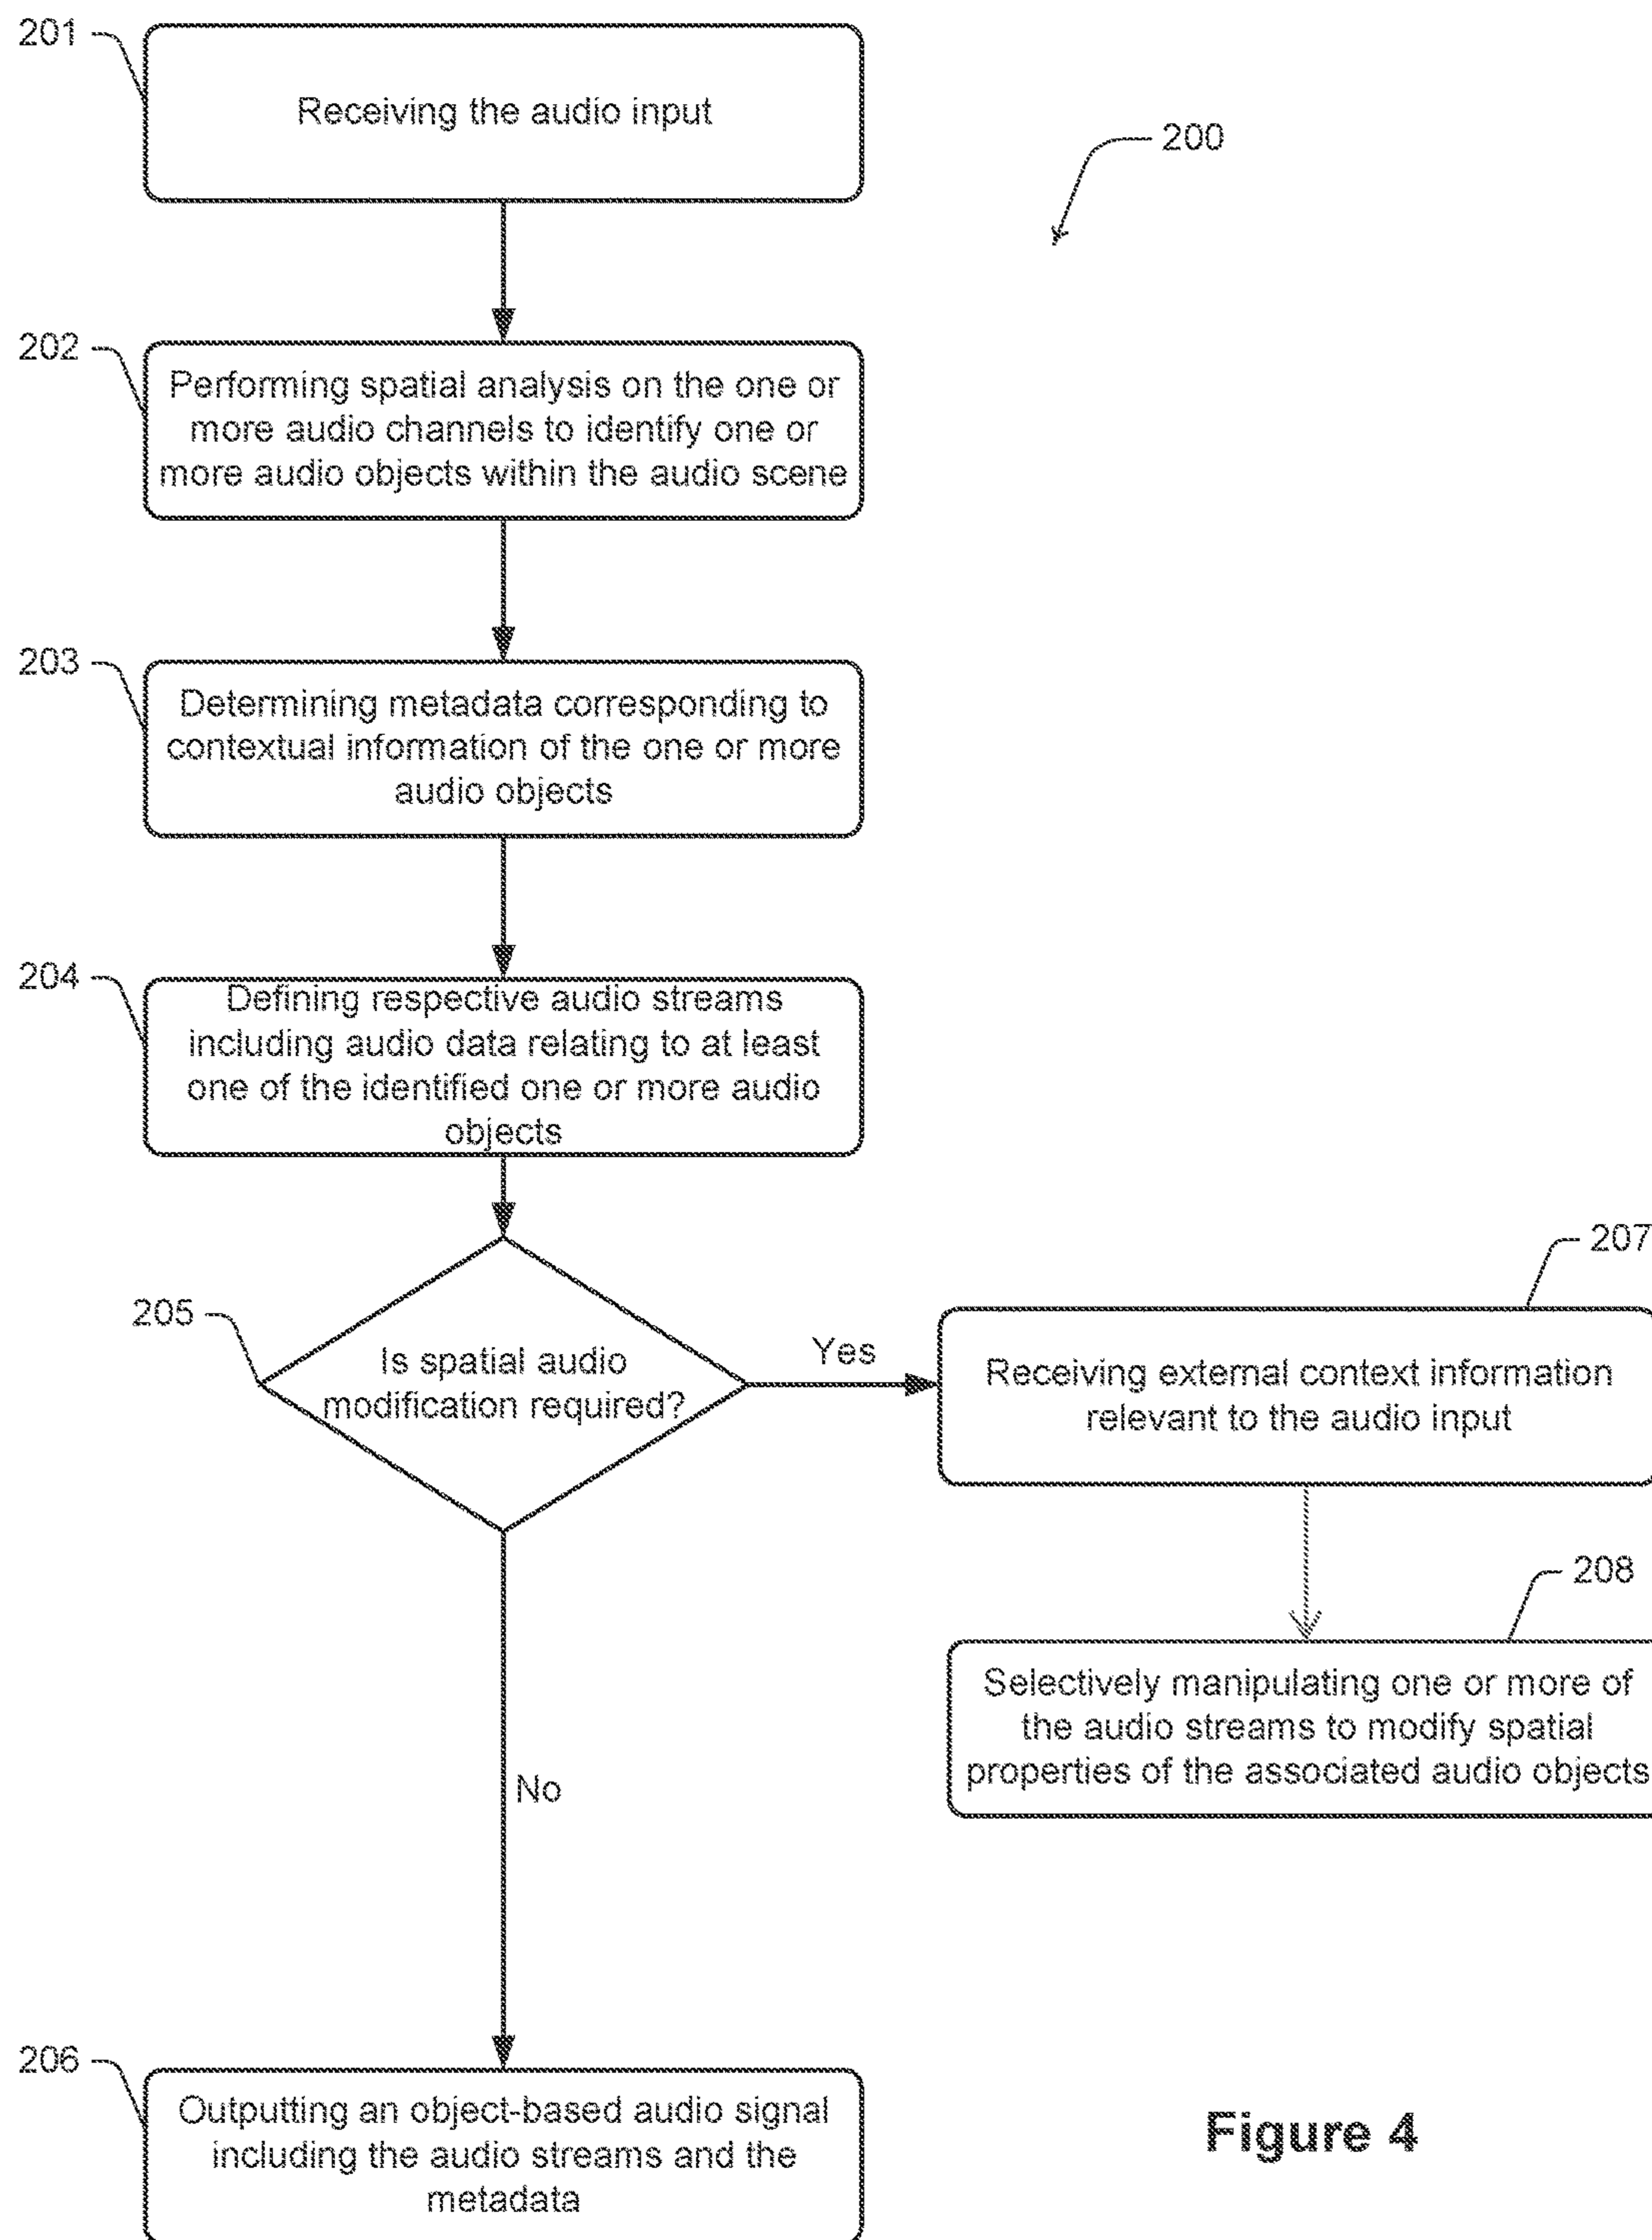 201
Receiving the audio input
200
202
Performing spatial analysis on the one or
more audio channels to identify one or
more audio objects within the audio scene
203
Determining metadata corresponding to
contextual information of the one or more
audio objects
204
Defining respective audio streams
including audio data relating to at least
one of the identified one or more audio
objects
205
Is spatial audio
modification required?
Yes
207
Receiving external context information
relevant to the audio input
208
Selectively manipulating one or more of
the audio streams to modify spatial
properties of the associated audio objects
No
206
Outputting an object-based audio signal
including the audio streams and the
metadata
Figure 4